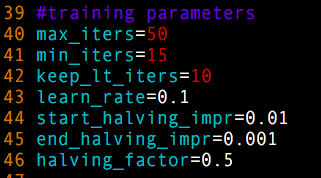 39 #training parameters
40 max_iters=50
41 min_iters=15
42 keep_lt_iters=10
43 learn_rate=0.1
44 start_halving_impr=0.01
45 end_halving_impr=0.001
46 halving_factor=0.5